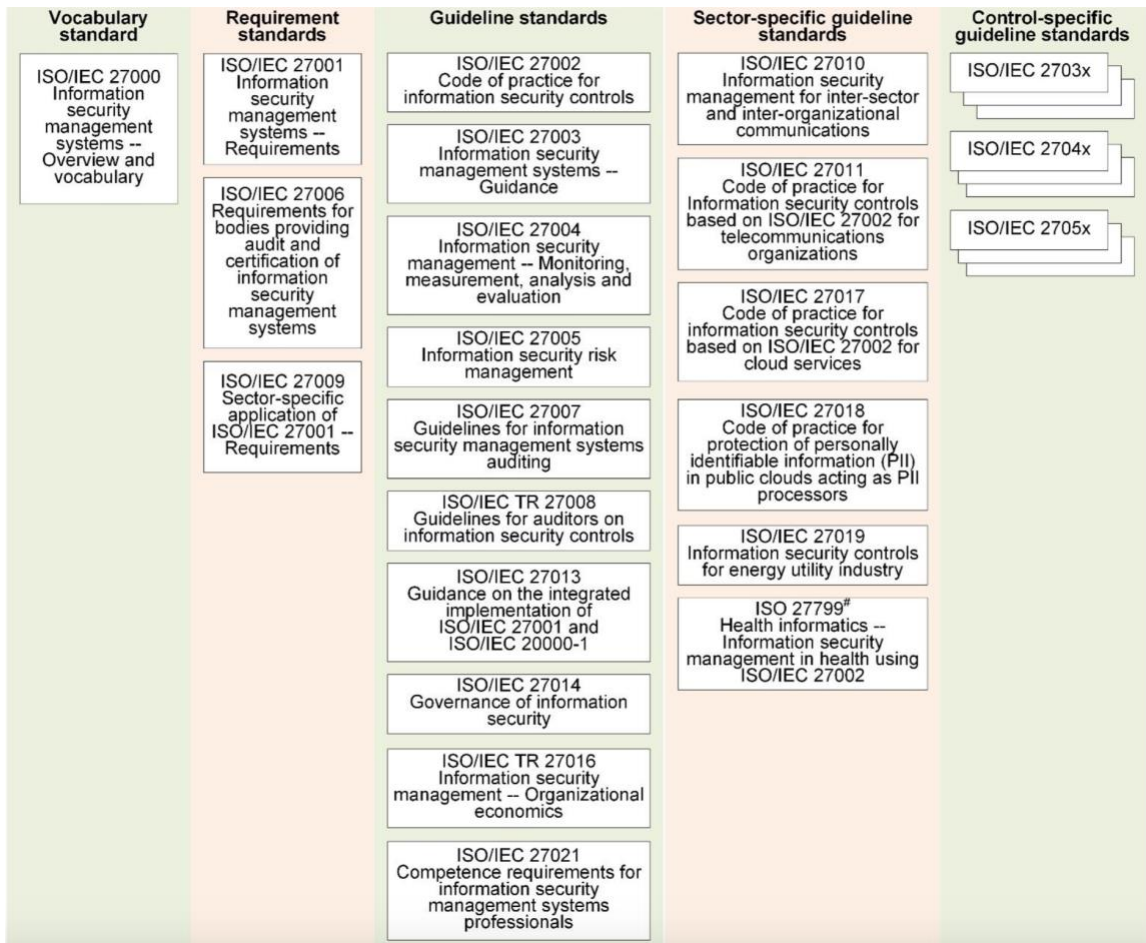 Vocabulary
standard
ISO/IEC 27000
Information
security
management
systems --
Overview and
vocabulary
Requirement
standards
ISO/IEC 27001
Information
security
management
systems --
Requirements
ISO/IEC 27006
Requirements for
bodies providing
audit and
certification of
information
security
management
systems
ISO/IEC 27009
Sector-specific
application of
ISO/IEC 27001 --
Requirements
Guideline standards
ISO/IEC 27002
Code of practice for
information security controls
ISO/IEC 27003
Information security
management systems --
Guidance
ISO/IEC 27004
Information security
management -- Monitoring,
measurement, analysis and
evaluation
ISO/IEC 27005
Information security risk
management
ISO/IEC 27007
Guidelines for information
security management systems
auditing
ISO/IEC TR 27008
Guidelines for auditors on
information security controls
ISO/IEC 27013
Guidance on the integrated
implementation of
ISO/IEC 27001 and
ISO/IEC 20000-1
ISO/IEC 27014
Governance of information
security
ISO/IEC TR 27016
Information security
management -- Organizational
economics
ISO/IEC 27021
Competence requirements for
information security
management systems
professionals
Sector-specific guideline
standards
ISO/IEC 27010
Information security
management for inter-sector
and inter-organizational
communications
ISO/IEC 27011
Code of practice for
Information security controls
based on ISO/IEC 27002 for
telecommunications
organizations
ISO/IEC 27017
Code of practice for
information security controls
based on ISO/IEC 27002 for
cloud services
ISO/IEC 27018
Code of practice for
protection of personally
identifiable information (PII)
in public clouds acting as PII
processors
ISO/IEC 27019
Information security controls
for energy utility industry
ISO 27799#
Health informatics --
Information security
management in health using
ISO/IEC 27002
Control-specific
guideline standards
ISO/IEC 2703x
ISO/IEC 2704x
ISO/IEC 2705x